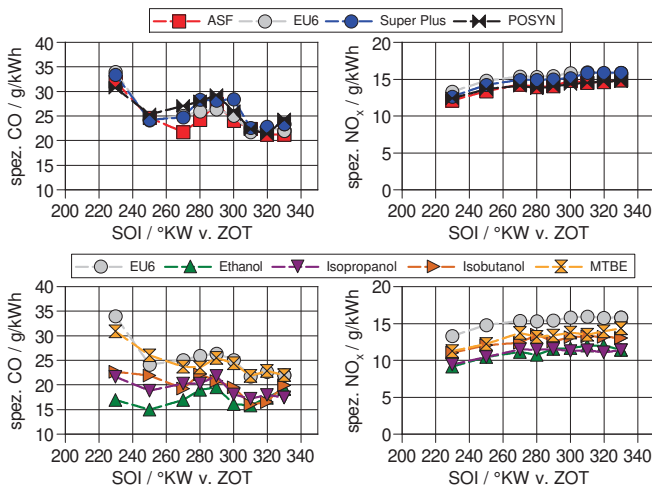 ASF EU6 Super Plus POSYN
spez. CO / g/kWh
40
35
30
25
20
15
10
200 220 240 260 280 300 320 340
SOI / °KW v. ZOT
spez. NOx / g/kWh
20
15
10
5
0
200 220 240 260 280 300 320 340
SOI / °KW v. ZOT
EU6 Ethanol Isopropanol Isobutanol MTBE
spez. CO / g/kWh
40
35
30
25
20
15
10
200 220 240 260 280 300 320 340
SOI / °KW v. ZOT
spez. NOx / g/kWh
20
15
10
5
0
200 220 240 260 280 300 320 340
SOI / °KW v. ZOT